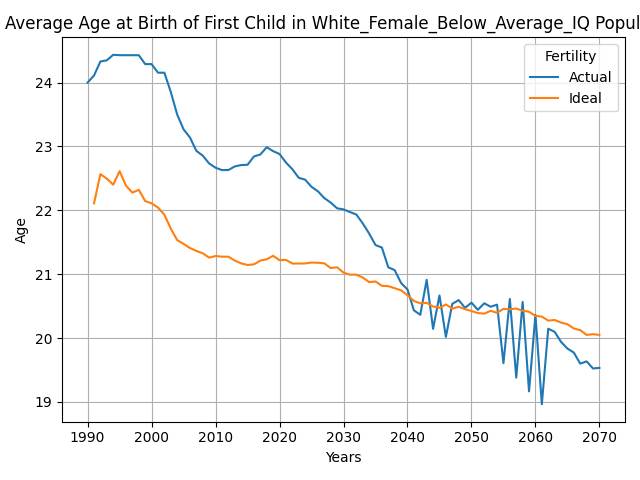 Average Age at Birth of First Child in White_Female_Below_Average_IQ Popul
Fertility
Actual
Ideal
24
23
22
21
20
19
Age
1990 2000 2010 2020 2030 2040 2050 2060 2070
Years